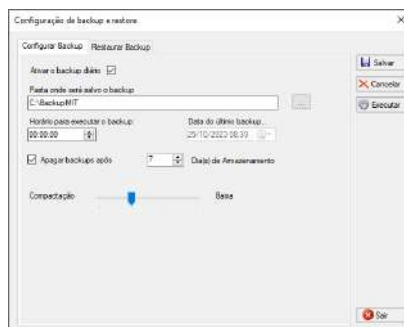 Configuração de backup e restore
Configurar Backup Restaurar Backup
Ativar o backup diário
Pasta onde será salvo o backup
C:\Backup\MIT
...
Horário para executar o backup: Data do último backup...
00:00:00 25/10/2023 08:39
Apagar backups após 7 Dia(s) de Armazenamento
Compactação Baixa
Salvar
Cancelar
Executar
Sair